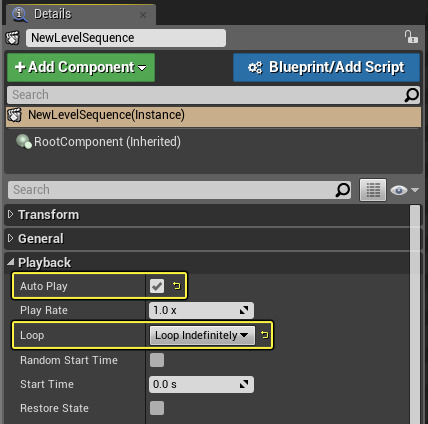 Details
NewLevelSequence
+ Add Component
Blueprint/Add Script
Search
NewLevelSequence(Instance)
RootComponent (Inherited)
Search
Transform
General
Playback
Auto Play
Play Rate 1.0 x
Loop Loop Indefinitely
Random Start Time
Start Time 0.0 s
Restore State